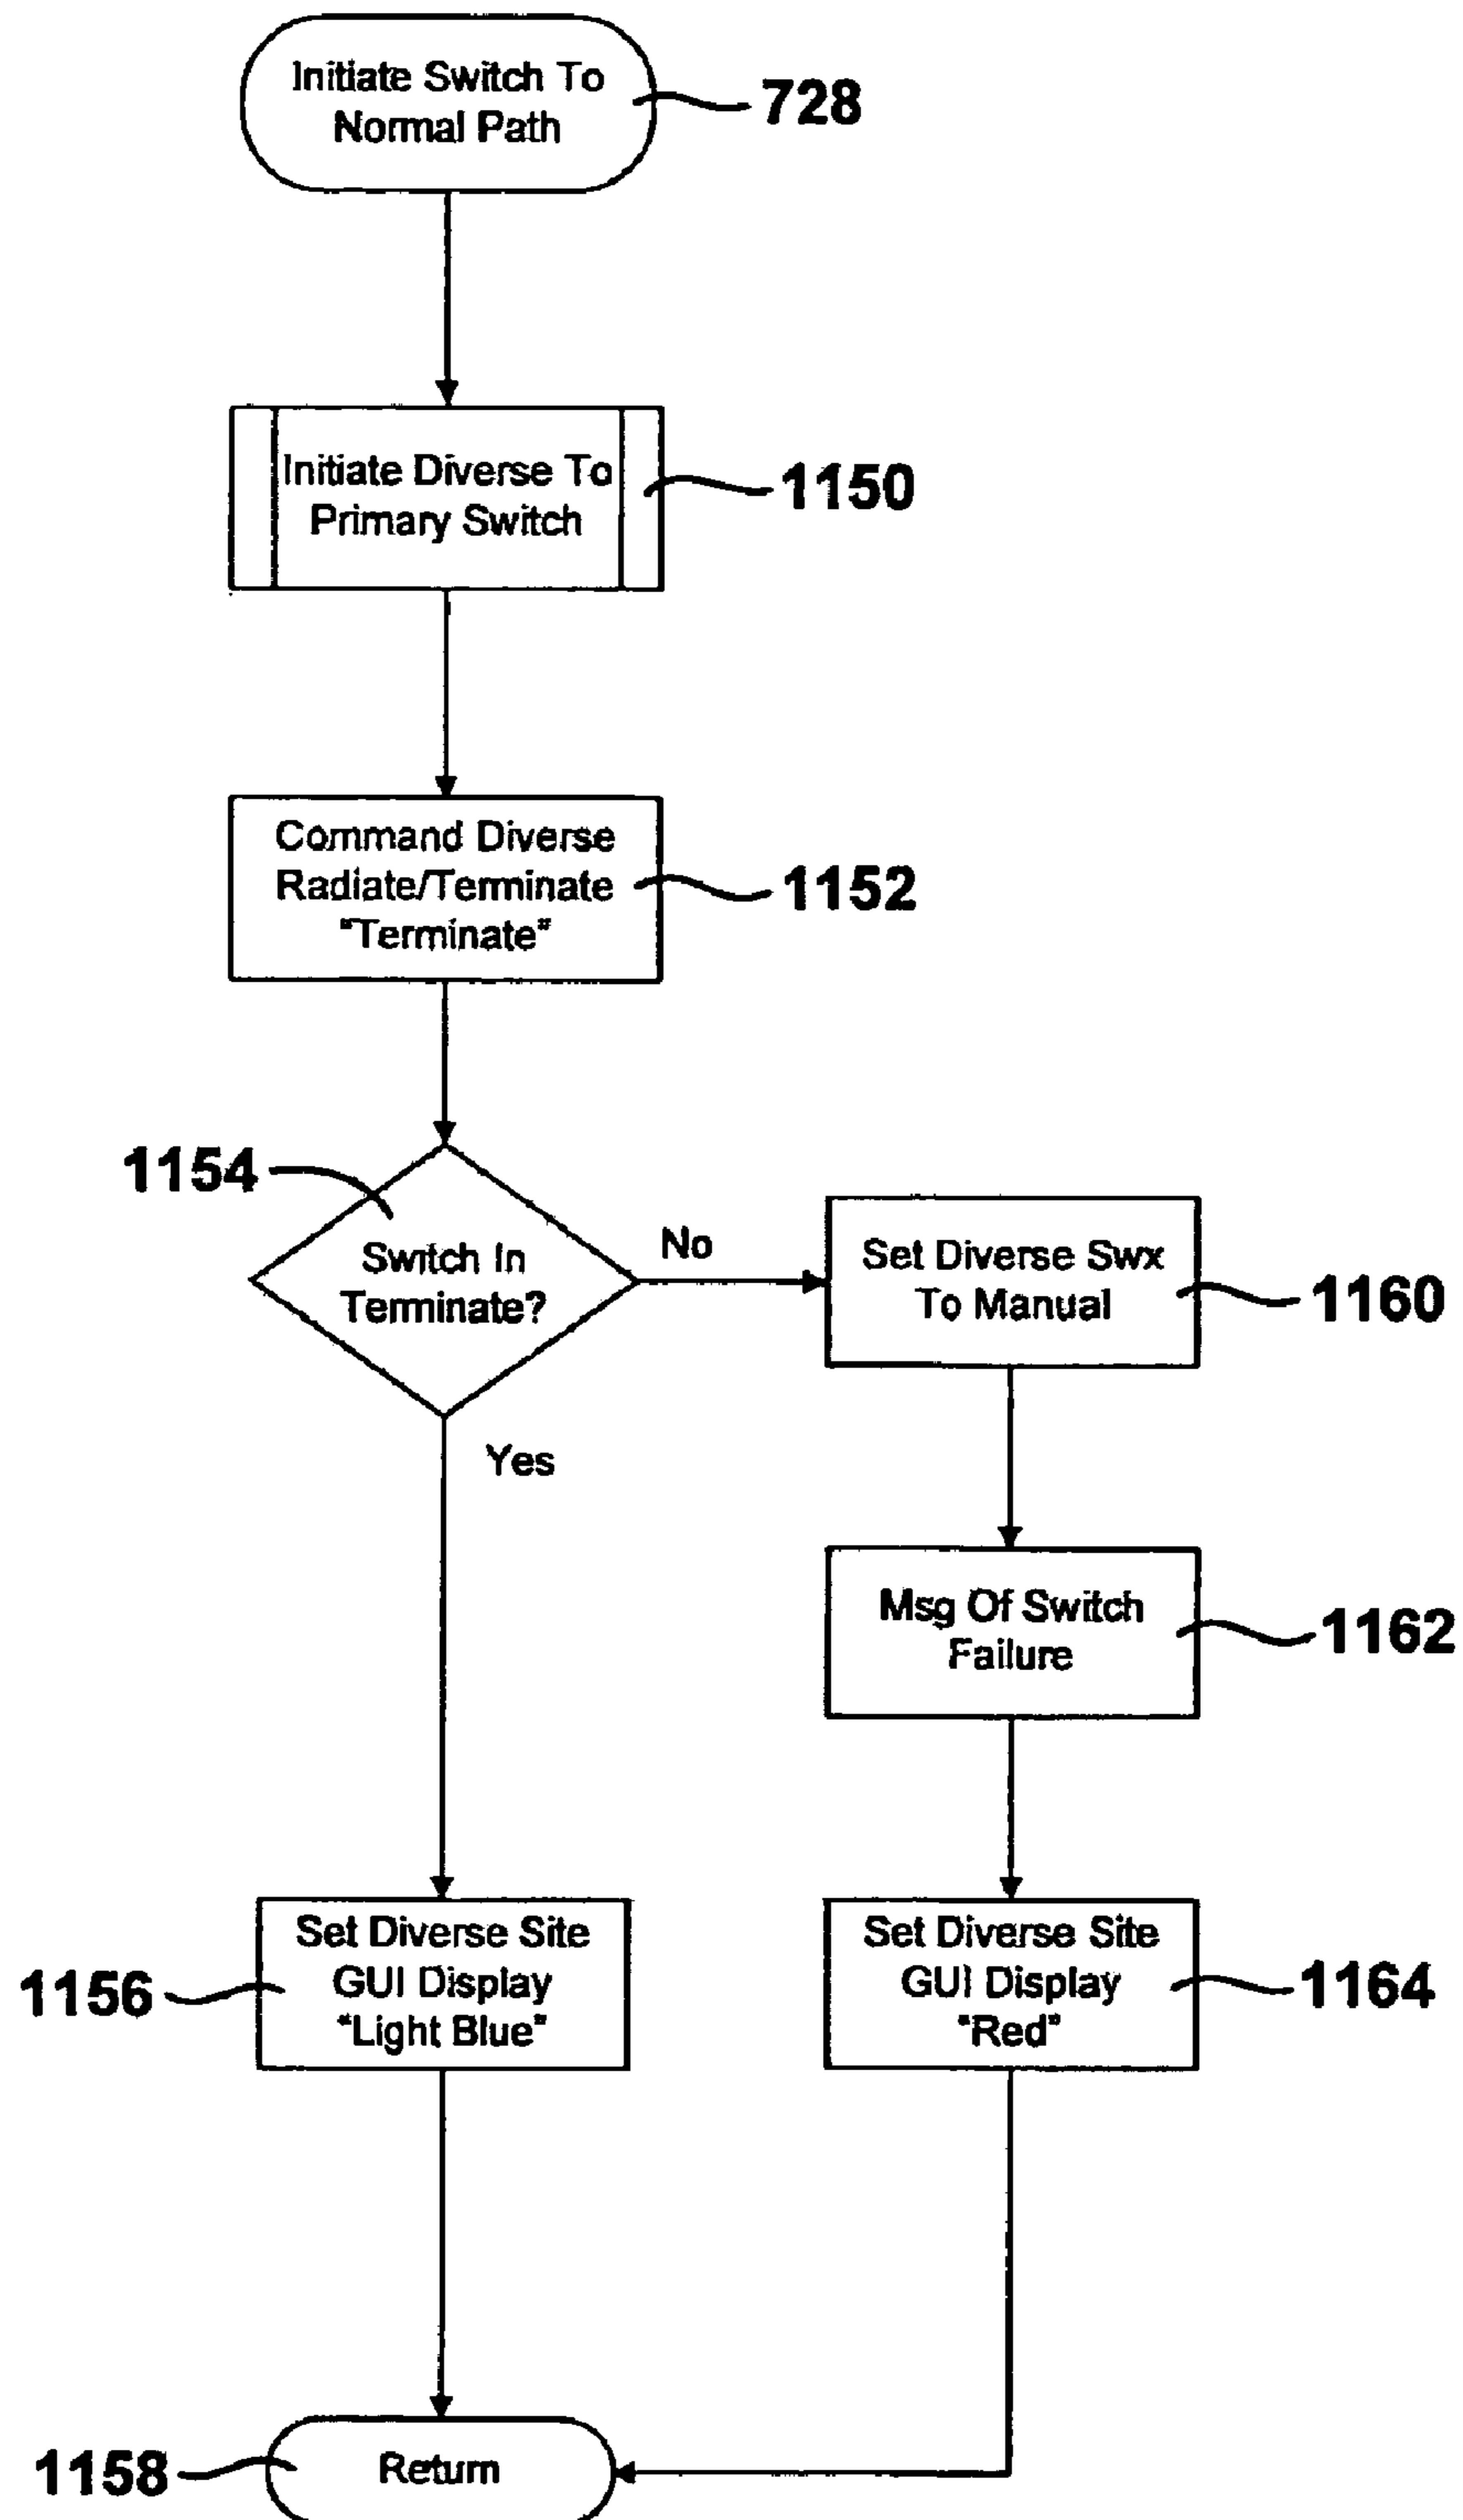 Initiate Switch To
Normal Path
728
Initiate Diverse To
Primary Switch
1150
Command Diverse
Radiate/Terminate
"Terminate"
1152
1154
Switch In
Terminate?
No
Yes
Set Diverse Swx
To Manual
1160
Msg Of Switch
Failure
1162
1156
Set Diverse Site
GUI Display
"Light Blue"
Set Diverse Site
GUI Display
"Red"
1164
1158
Return